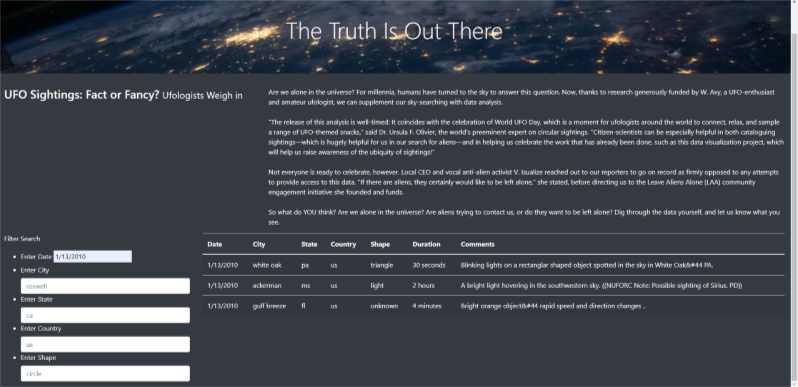 The Truth Is Out There
UFO Sightings: Fact or Fancy? Ufologists Weigh in
Are we alone in the universe? For millennia, humans have turned to the sky to answer this question. Now, thanks to research generously funded by W. Avy, a UFO-enthusiast
and amateur ufologist, we can supplement our sky-searching with data analysis.
"The release of this analysis is well-timed: It coincides with the celebration of World UFO Day, which is a moment for ufologists around the world to connect, relax, and sample
a range of UFO-themed snacks," said Dr. Ursula F. Olivier, the world's preeminent expert on circular sightings. "Citizen-scientists can be especially helpful in both cataloguing
sightings—which is hugely helpful for us in our search for aliens—and in helping us celebrate the work that has already been done, such as this data visualization project, which
will help us raise awareness of the ubiquity of sightings!"
Not everyone is ready to celebrate, however. Local CEO and vocal anti-alien activist V. Isualize reached out to our reporters to go on record as firmly opposed to any attempts
to provide access to this data. "If there are aliens, they certainly would like to be left alone," she stated, before directing us to the Leave Aliens Alone (LAA) community
engagement initiative she founded and funds.
So what do YOU think? Are we alone in the universe? Are aliens trying to contact us, or do they want to be left alone? Dig through the data yourself, and let us know what you
see.
Filter Search
Enter Date 1/13/2010
Enter City
roswell
Enter State
ca
Enter Country
us
Enter Shape
circle
Date City State Country Shape Duration Comments
1/13/2010 white oak pa us triangle 30 seconds Blinking lights on a rectanglar shaped object spotted in the sky in White Oak&#44 PA.
1/13/2010 ackerman ms us light 2 hours A bright light hovering in the southwestern sky. ((NUFORC Note: Possible sighting of Sirius. PD))
1/13/2010 gulf breeze fl us unknown 4 minutes Bright orange object&#44 rapid speed and direction changes ..